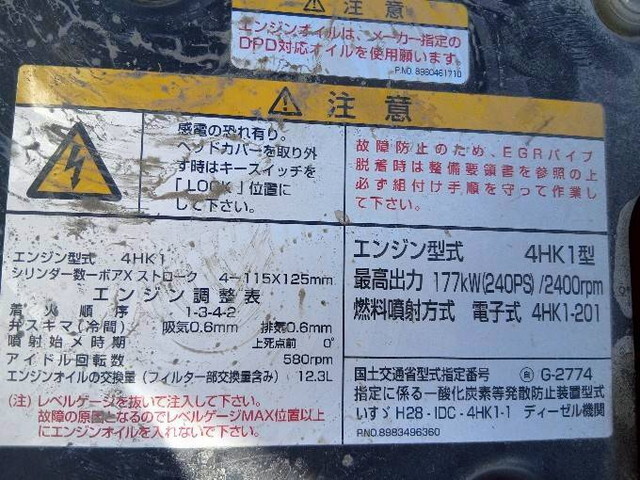 ⚠ 注意
エンジンオイルは、メーカー指定の
DPD対応オイルを使用願います。
P.NO. 8980461710
⚠ 注意
感電の恐れ有り。
ヘッドカバーを取り外
ず時はキースイッチを
「LOCK」位置に
して下さい。
故障防止のため、EGRパイプ
脱着時は整備要領書を参照の上
必ず組付け手順を守って作業し
て下さい。
エンジン型式 4HK1
シリンダー数ーボアXストローク 4-115X125mm
エンジン調整表
着火順序 1-3-4-2
弁スキマ(冷間) 吸気0.6mm 排気0.6mm
噴射始メ時期 上死点前 0°
アイドル回転数 580rpm
エンジンオイルの交換量(フィルター部交換量含み) 12.3L
(注)レベルゲージを抜いて注入して下さい。
故障の原因となるのでレベルゲージMAX位置以上
にエンジンオイルを入れないで下さい。
エンジン型式 4HK1型
最高出力 177kW(240PS)/2400rpm
燃料噴射方式 電子式 4HK1-201
国土交通省型式指定番号 自 G-2774
指定に係る一酸化炭素等発散防止装置型式
いすゞH28-IDC-4HK1-1 ディーゼル機関
P.NO.8983496360